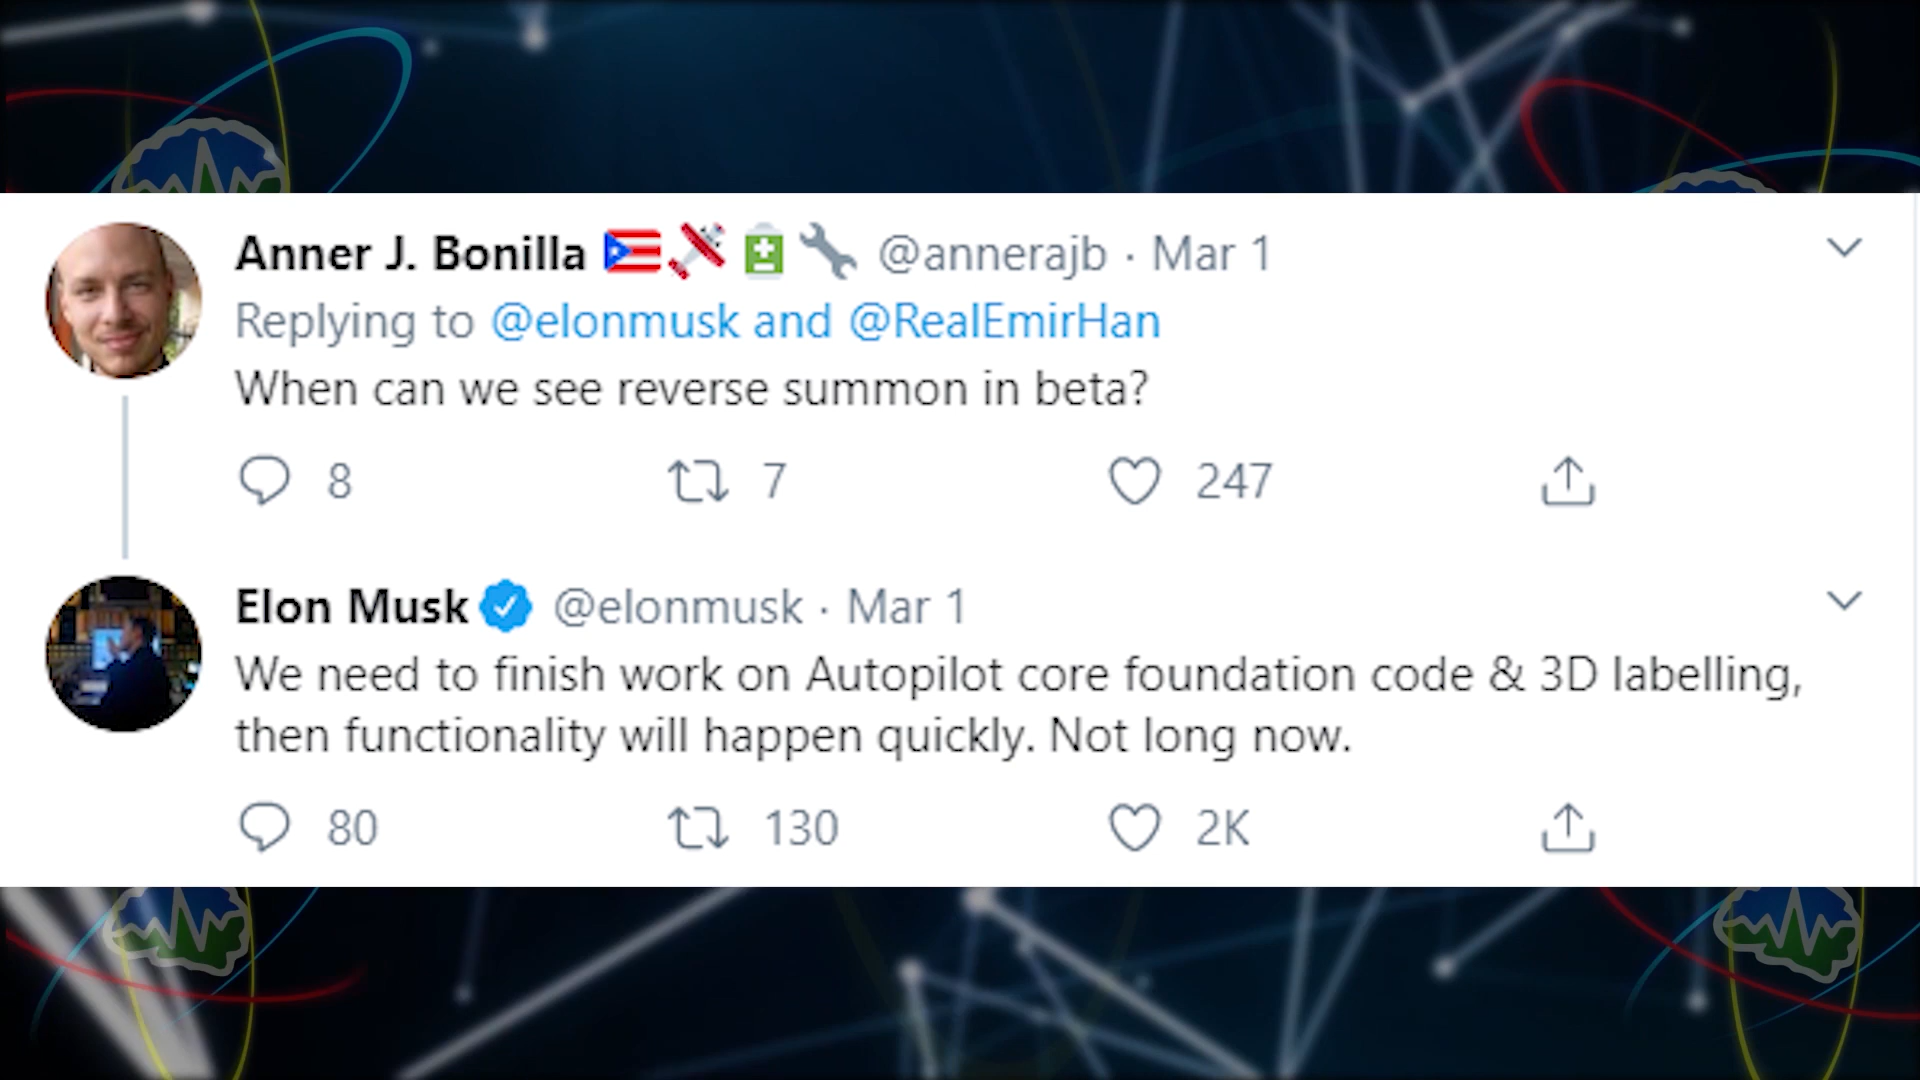 Anner J. Bonilla 🇵🇷 @annerajb · Mar 1
Replying to @elonmusk and @RealEmirHan
When can we see reverse summon in beta?
8 7 247
Elon Musk @elonmusk · Mar 1
We need to finish work on Autopilot core foundation code & 3D labelling,
then functionality will happen quickly. Not long now.
80 130 2K